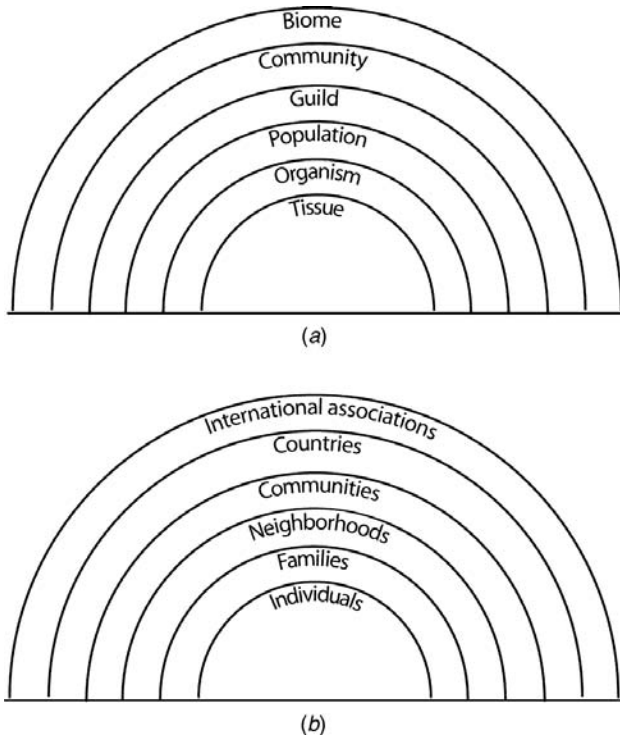 Biome
Community
Guild
Population
Organism
Tissue
(a)
International associations
Countries
Communities
Neighborhoods
Families
Individuals
(b)